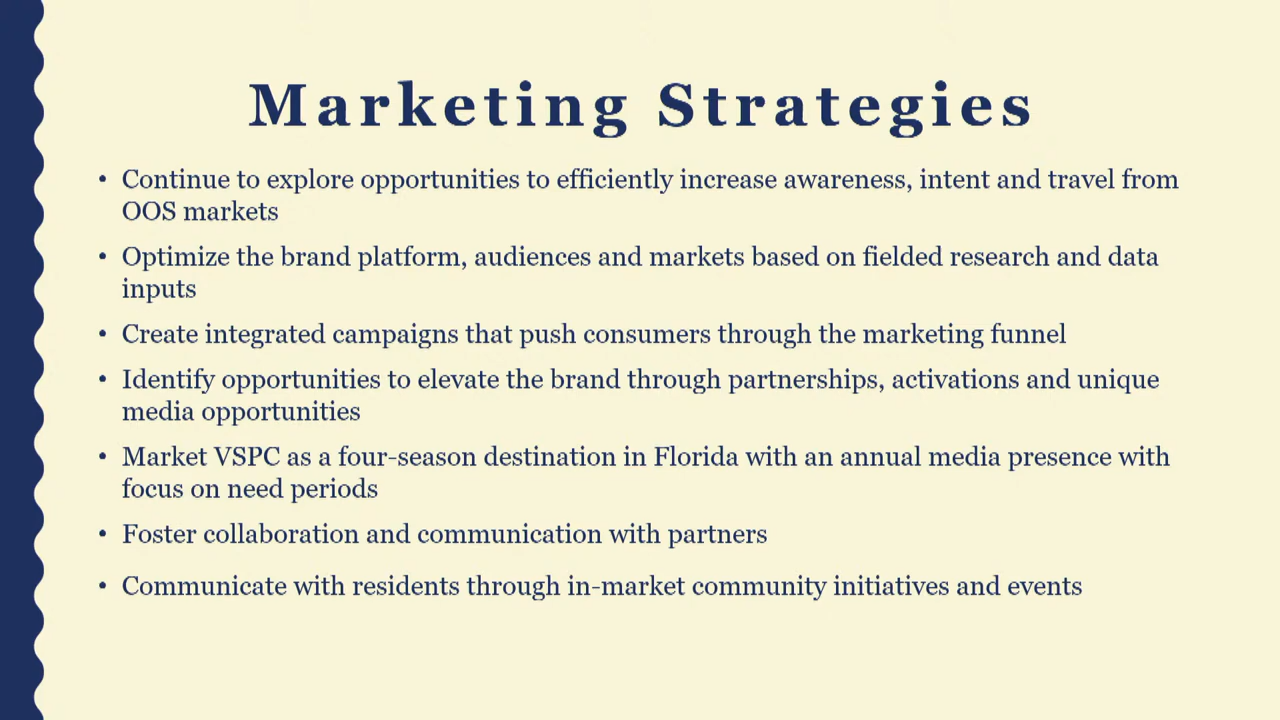 Marketing Strategies
• Continue to explore opportunities to efficiently increase awareness, intent and travel from
OOS markets
• Optimize the brand platform, audiences and markets based on fielded research and data
inputs
• Create integrated campaigns that push consumers through the marketing funnel
• Identify opportunities to elevate the brand through partnerships, activations and unique
media opportunities
• Market VSPC as a four-season destination in Florida with an annual media presence with
focus on need periods
• Foster collaboration and communication with partners
• Communicate with residents through in-market community initiatives and events